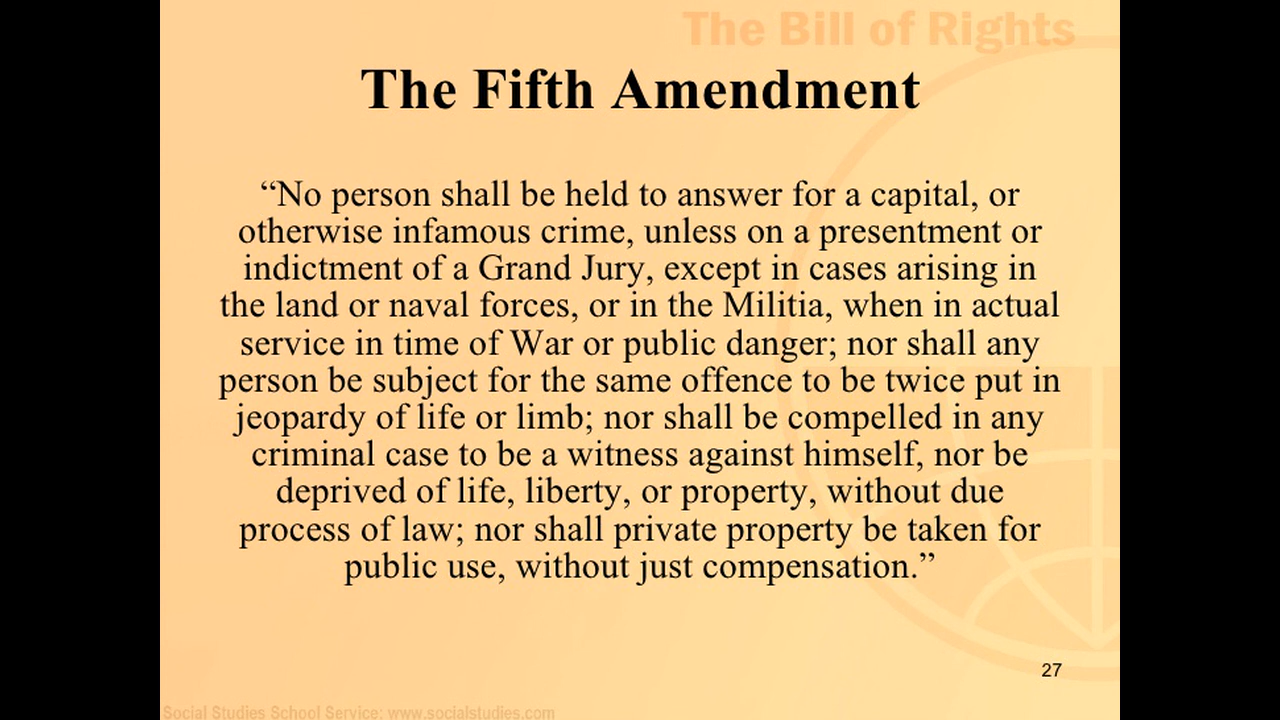 The Bill of Rights
The Fifth Amendment
“No person shall be held to answer for a capital, or
otherwise infamous crime, unless on a presentment or
indictment of a Grand Jury, except in cases arising in
the land or naval forces, or in the Militia, when in actual
service in time of War or public danger; nor shall any
person be subject for the same offence to be twice put in
jeopardy of life or limb; nor shall be compelled in any
criminal case to be a witness against himself, nor be
deprived of life, liberty, or property, without due
process of law; nor shall private property be taken for
public use, without just compensation.”
27
Social Studies School Service: www.socialstudies.com